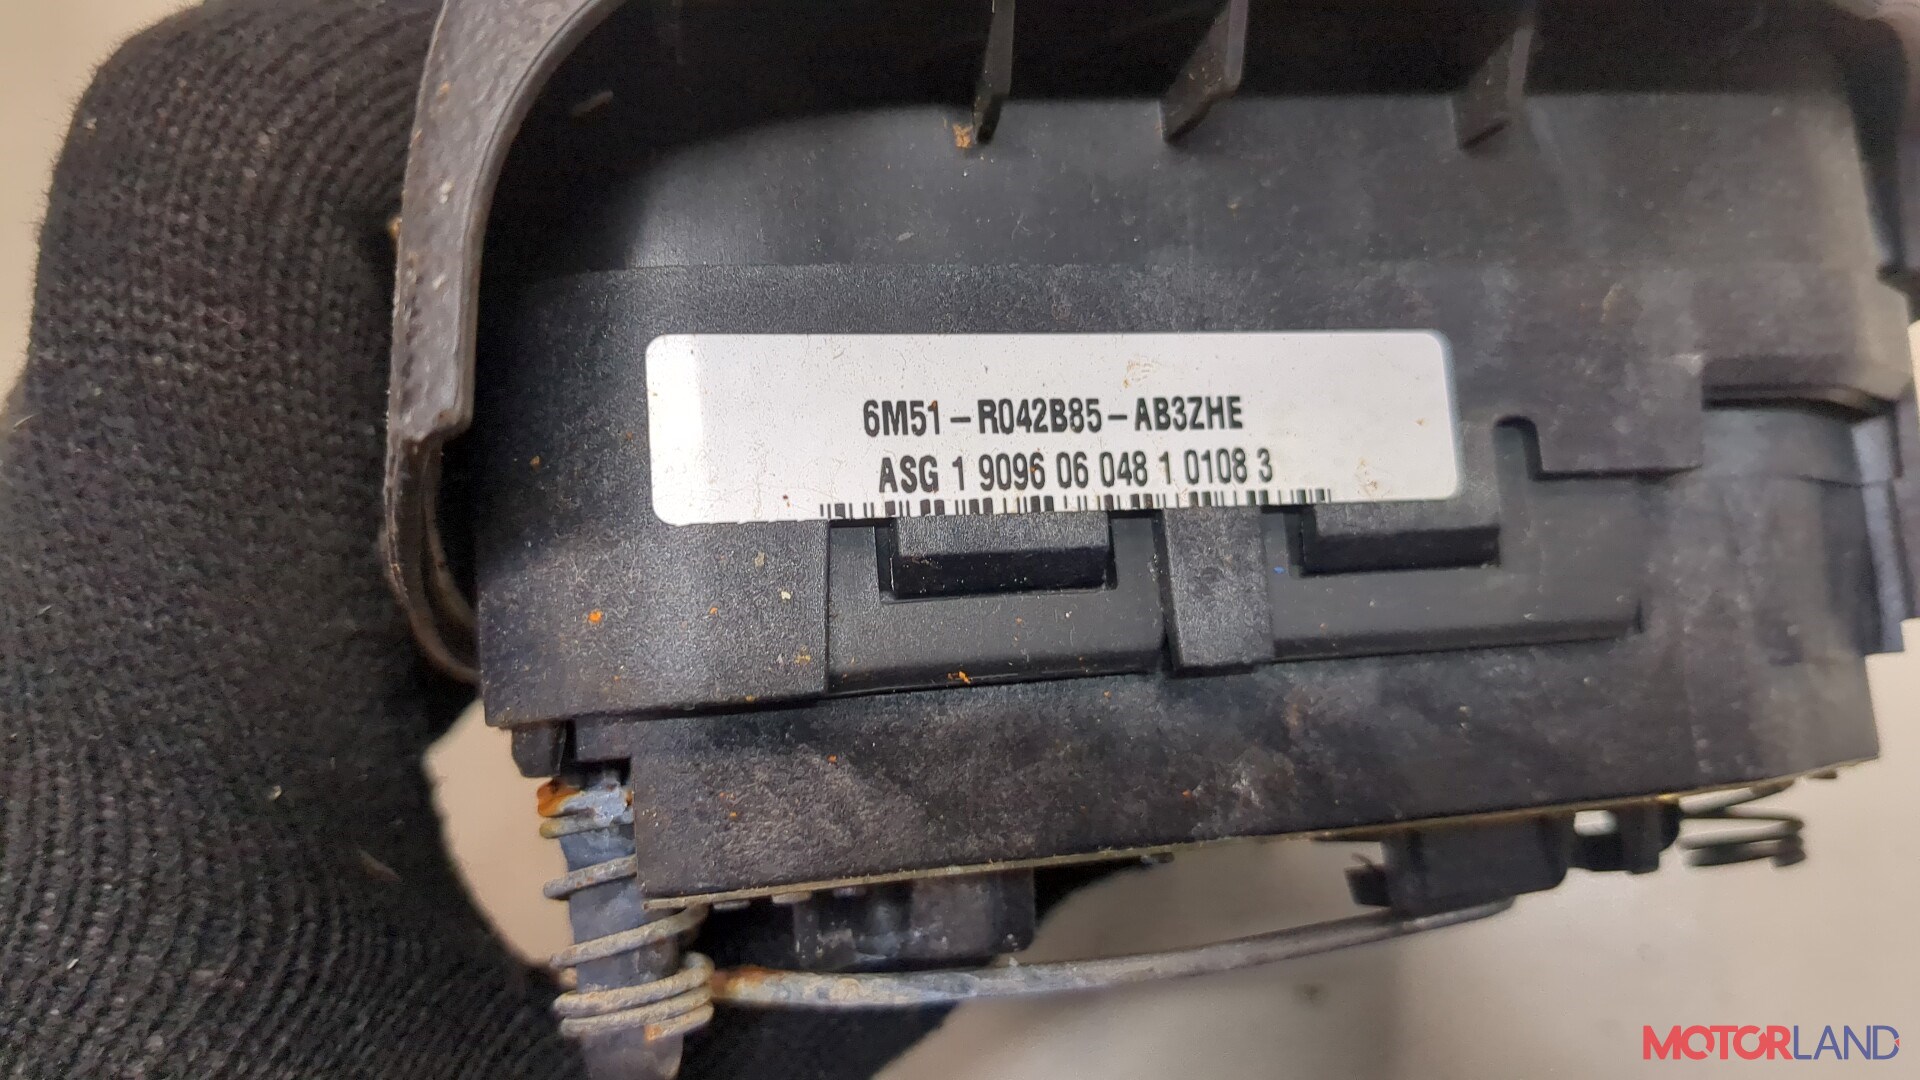 6M51-R042B85-AB3ZHE
ASG 1 9096 06 048 1 0108 3
MOTORLAND